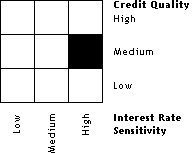 Credit Quality
High
Medium
Low
Low
Medium
High
Interest Rate
Sensitivity